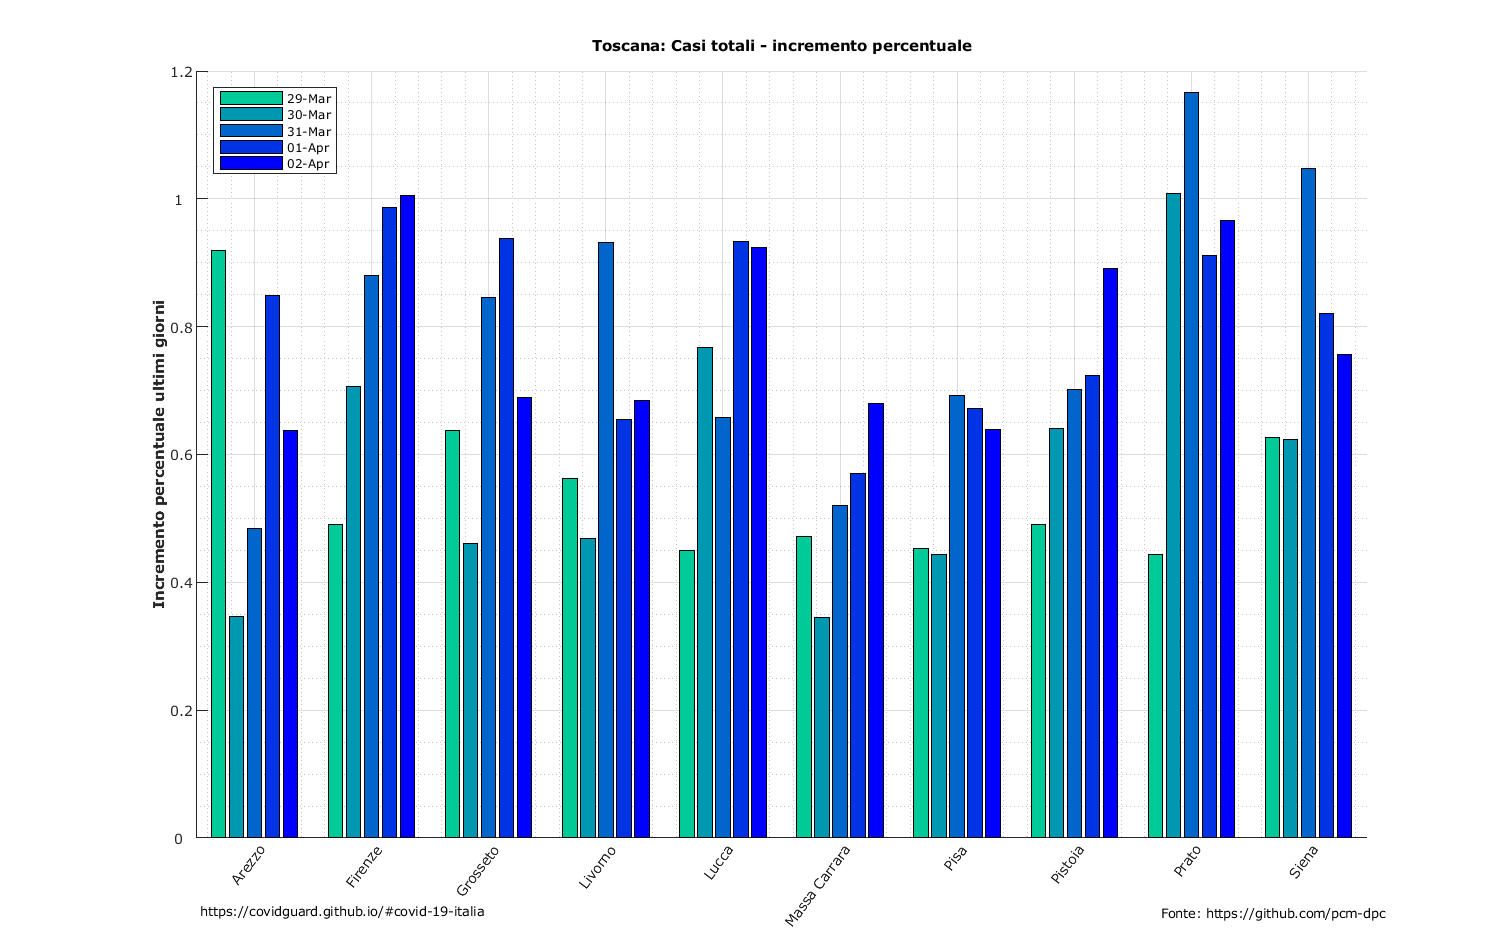 Toscana: Casi totali - incremento percentuale
Incremento percentuale ultimi giorni
1.2
1
0.8
0.6
0.4
0.2
0
29-Mar
30-Mar
31-Mar
01-Apr
02-Apr
Arezzo
Firenze
Grosseto
Livorno
Lucca
Massa Carrara
Pisa
Pistoia
Prato
Siena
https://covidguard.github.io/#covid-19-italia
Fonte: https://github.com/pcm-dpc